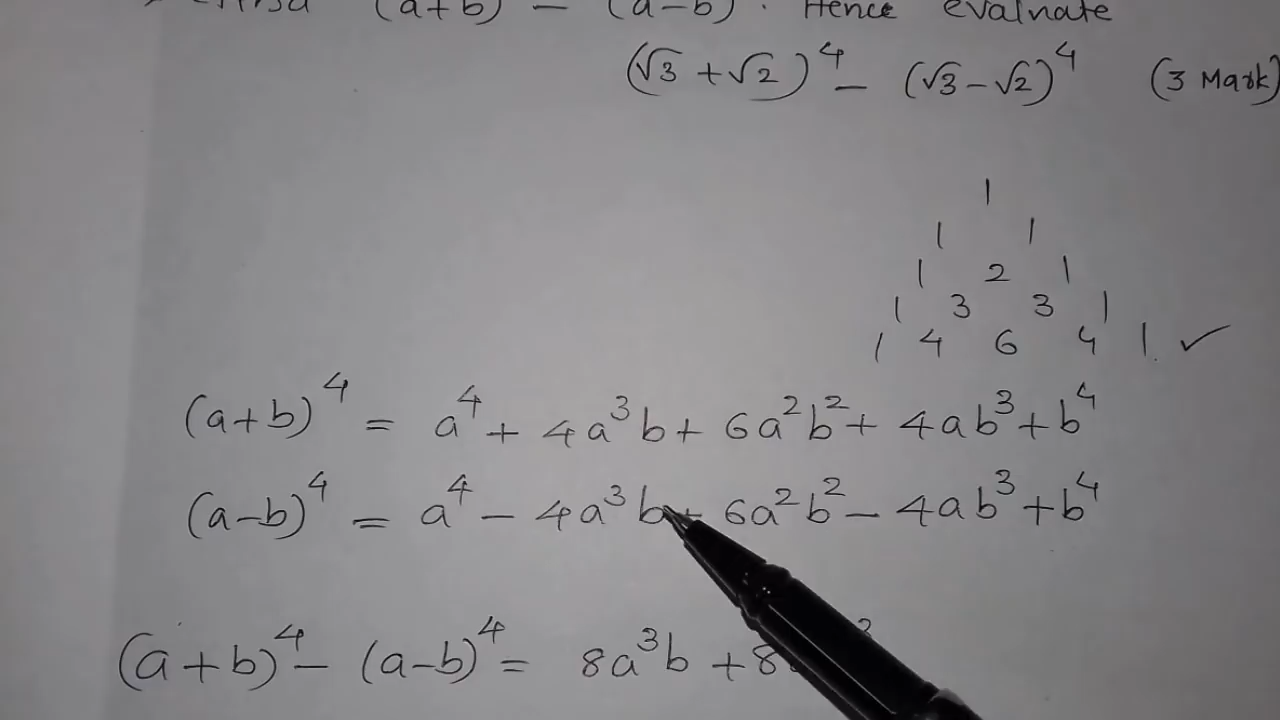 (a+b) – (a–b). Hence evaluate
(√3 + √2)⁴ – (√3 – √2)⁴ (3 Mark)
1
1 1
1 2 1
1 3 3 1
1 4 6 4 1. ✓
(a+b)⁴ = a⁴ + 4a³b + 6a²b² + 4ab³ + b⁴
(a–b)⁴ = a⁴ – 4a³b + 6a²b² – 4ab³ + b⁴
(a+b)⁴ – (a–b)⁴ = 8a³b + 8